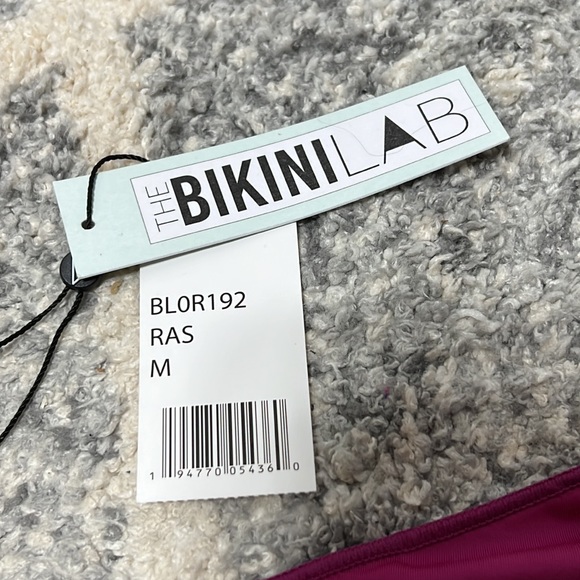 THE BIKINI LAB
BL0R192
RAS
M
1 94770 05436 0